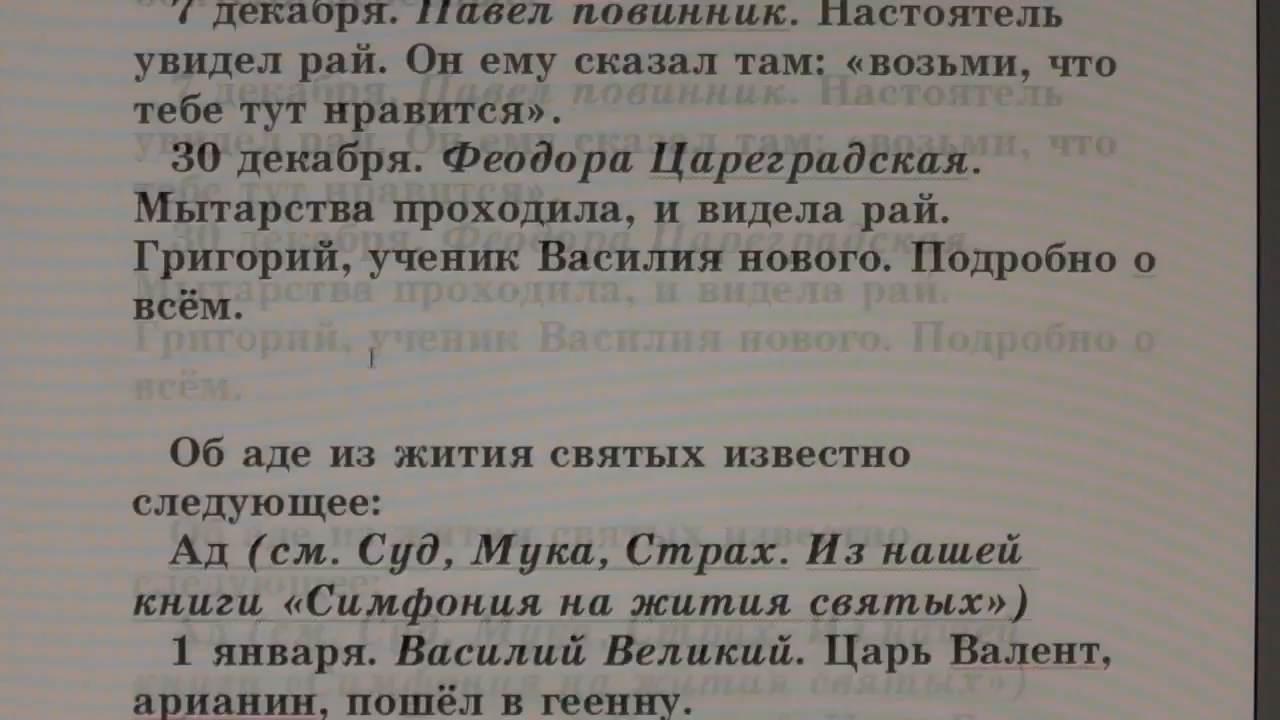 7 декабря. Павел повинник. Настоятель
увидел рай. Он ему сказал там: «возьми, что
тебе тут нравится».
30 декабря. Феодора Цареградская.
Мытарства проходила, и видела рай.
Григорий, ученик Василия нового. Подробно о
всём.
Об аде из жития святых известно
следующее:
Ад (см. Суд, Мука, Страх. Из нашей
книги «Симфония на жития святых»)
1 января. Василий Великий. Царь Валент,
арианин, пошёл в геенну.